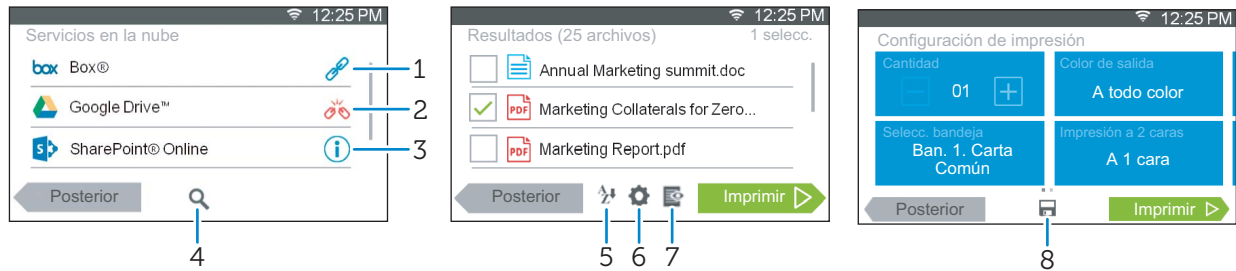 12:25 PM
Servicios en la nube
box Box®
Google Drive™
S SharePoint® Online
Posterior
1
2
3
4
12:25 PM
Resultados (25 archivos) 1 selecc.
Annual Marketing summit.doc
PDF Marketing Collaterals for Zero...
PDF Marketing Report.pdf
Posterior A Z Imprimir
5 6 7
12:25 PM
Configuración de impresión
Cantidad
01
Color de salida
A todo color
Selecc. bandeja
Ban. 1. Carta
Común
Impresión a 2 caras
A 1 cara
Posterior Imprimir
8